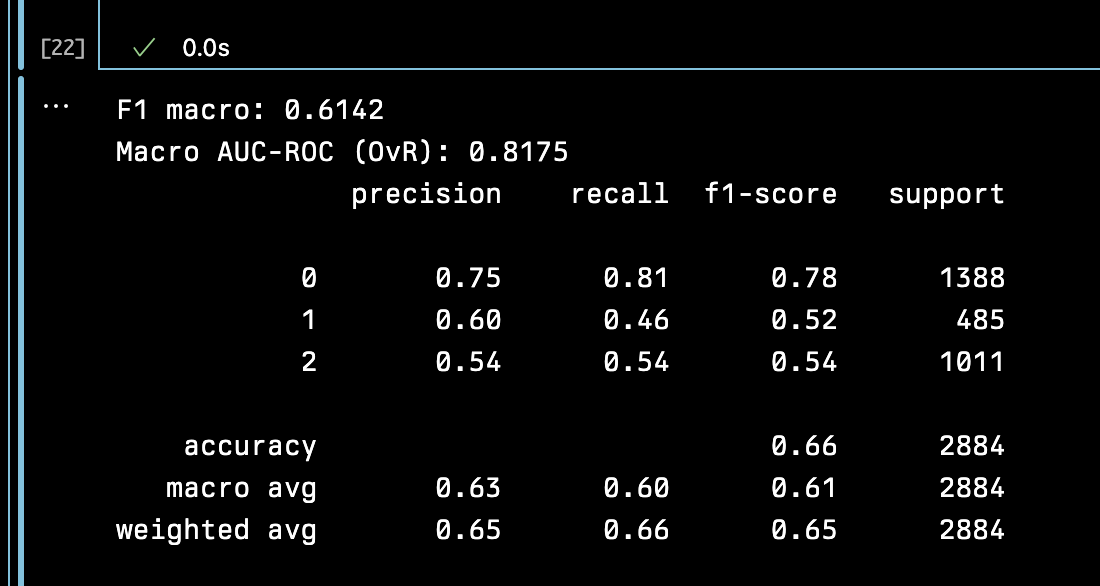 [22] ✓ 0.0s
... F1 macro: 0.6142
Macro AUC-ROC (OvR): 0.8175
precision recall f1-score support
0 0.75 0.81 0.78 1388
1 0.60 0.46 0.52 485
2 0.54 0.54 0.54 1011
accuracy 0.66 2884
macro avg 0.63 0.60 0.61 2884
weighted avg 0.65 0.66 0.65 2884